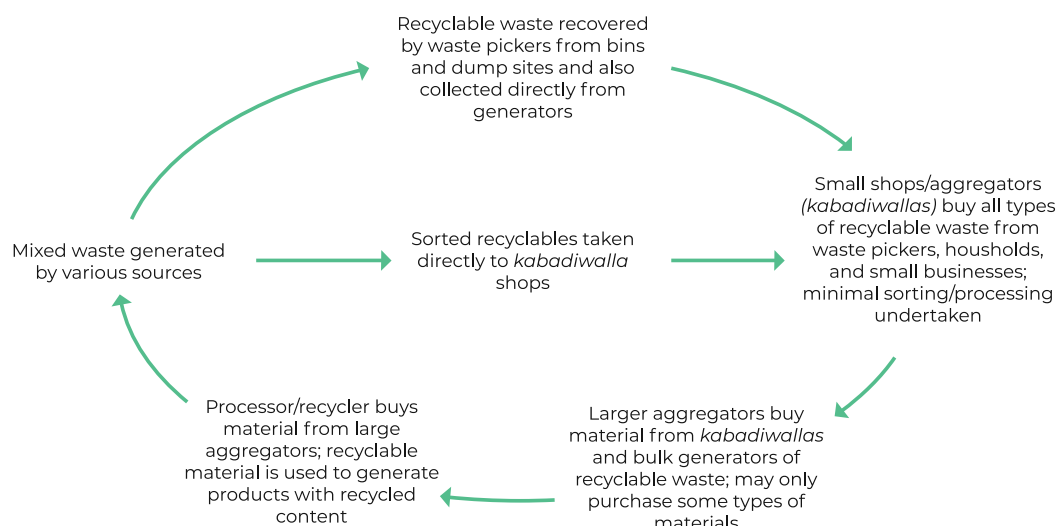 Recyclable waste recovered
by waste pickers from bins
and dump sites and also
collected directly from
generators
Small shops/aggregators
(kabadiwallas) buy all types
of recyclable waste from
waste pickers, housholds,
and small businesses;
minimal sorting/processing
undertaken
Mixed waste generated
by various sources
Sorted recyclables taken
directly to kabadiwalla
shops
Processor/recycler buys
material from large
aggregators; recyclable
material is used to generate
products with recycled
content
Larger aggregators buy
material from kabadiwallas
and bulk generators of
recyclable waste; may only
purchase some types of
materials